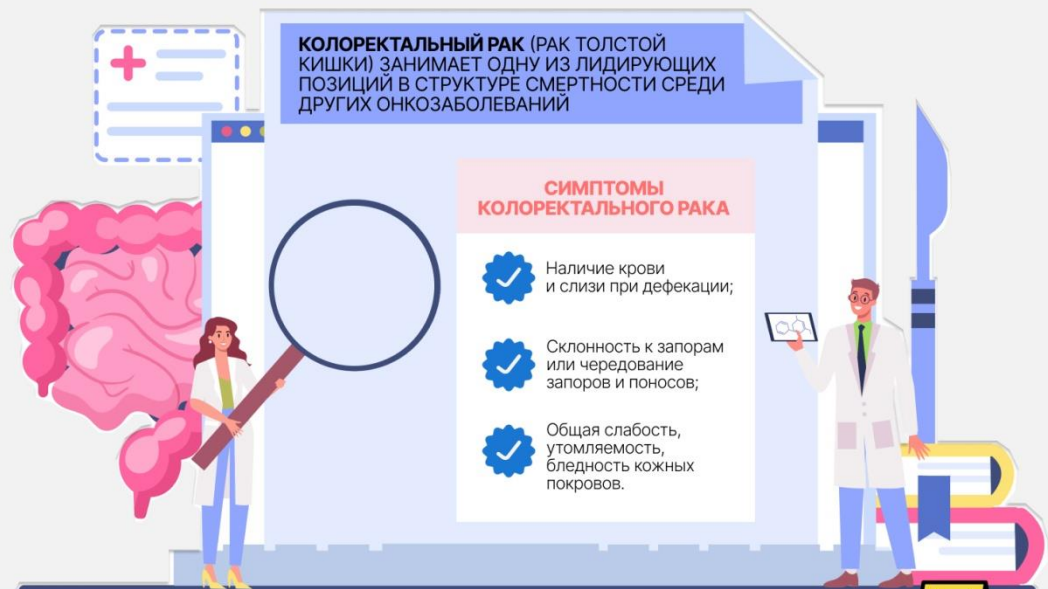 КОЛОРЕКТАЛЬНЫЙ РАК (РАК ТОЛСТОЙ
КИШКИ) ЗАНИМАЕТ ОДНУ ИЗ ЛИДИРУЮЩИХ
ПОЗИЦИЙ В СТРУКТУРЕ СМЕРТНОСТИ СРЕДИ
ДРУГИХ ОНКОЗАБОЛЕВАНИЙ
СИМПТОМЫ
КОЛОРЕКТАЛЬНОГО РАКА
Наличие крови
и слизи при дефекации;
Склонность к запорам
или чередование
запоров и поносов;
Общая слабость,
утомляемость,
бледность кожных
покровов.